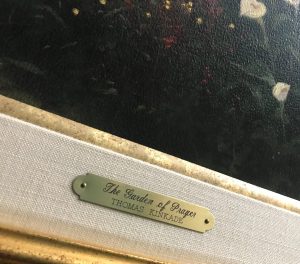 The Garden of Prayer
THOMAS KINKADE